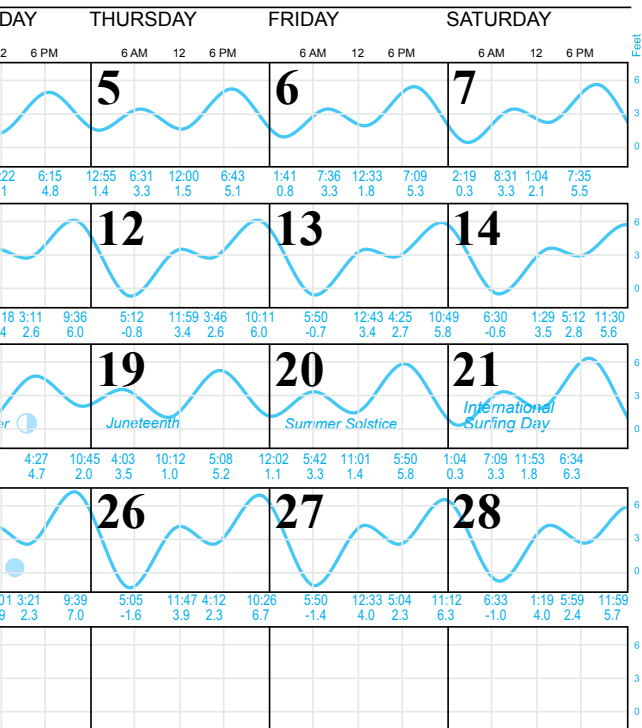 DAY THURSDAY FRIDAY SATURDAY
2 6 PM 6 AM 12 6 PM 6 AM 12 6 PM 6 AM 12 6 PM Feet
5 6 7
6
3
0
:22 6:15 12:55 6:31 12:00 6:43 1:41 7:36 12:33 7:09 2:19 8:31 1:04 7:35
.1 4.8 1.4 3.3 1.5 5.1 0.8 3.3 1.8 5.3 0.3 3.3 2.1 5.5
12 13 14
6
3
0
18 3:11 9:36 5:12 11:59 3:46 10:11 5:50 12:43 4:25 10:49 6:30 1:29 5:12 11:30
4 2.6 6.0 -0.8 3.4 2.6 6.0 -0.7 3.4 2.7 5.8 -0.6 3.5 2.8 5.6
19 20 21
6
3
0
er Juneteenth Summer Solstice International
Surfing Day
4:27 10:45 4:03 10:12 5:08 12:02 5:42 11:01 5:50 1:04 7:09 11:53 6:34
4.7 2.0 3.5 1.0 5.2 1.1 3.3 1.4 5.8 0.3 3.3 1.8 6.3
26 27 28
6
3
0
01 3:21 9:39 5:05 11:47 4:12 10:26 5:50 12:33 5:04 11:12 6:33 1:19 5:59 11:59
9 2.3 7.0 -1.6 3.9 2.3 6.7 -1.4 4.0 2.3 6.3 -1.0 4.0 2.4 5.7
6
3
0